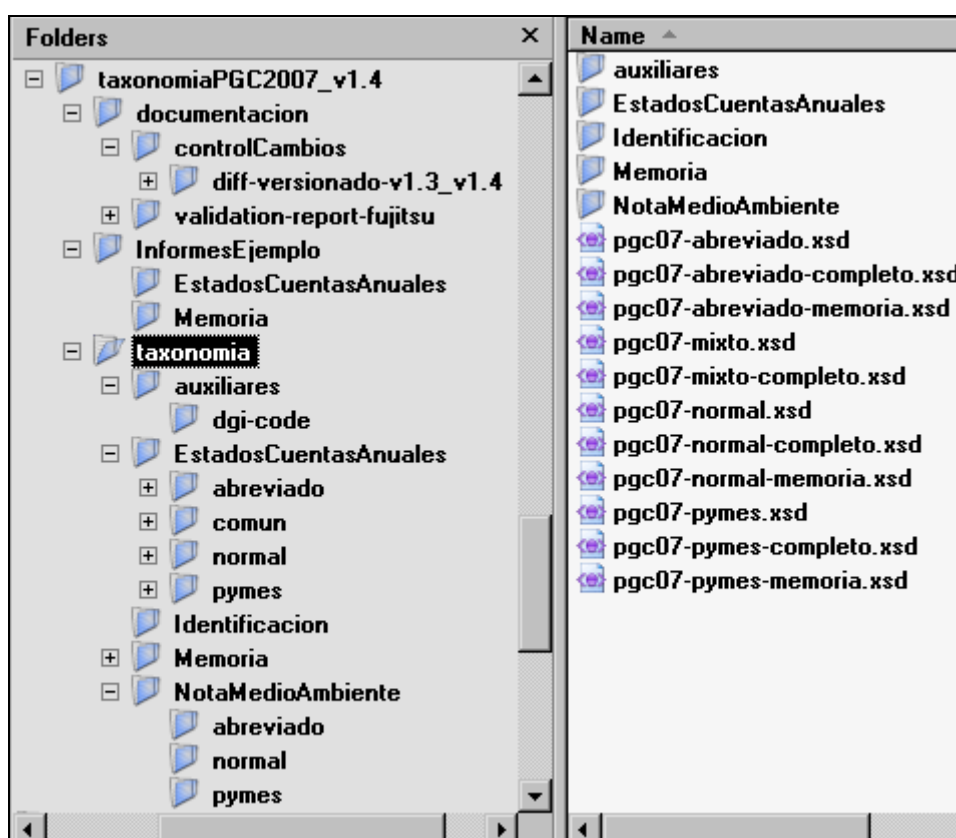 Folders
taxonomiaPGC2007_v1.4
documentacion
controlCambios
diff-versionado-v1.3_v1.4
validation-report-fujitsu
InformesEjemplo
EstadosCuentasAnuales
Memoria
taxonomia
auxiliares
dgi-code
EstadosCuentasAnuales
abreviado
comun
normal
pymes
Identificacion
Memoria
NotaMedioAmbiente
abreviado
normal
pymes
Name
auxiliares
EstadosCuentasAnuales
Identificacion
Memoria
NotaMedioAmbiente
pgc07-abreviado.xsd
pgc07-abreviado-completo.xsd
pgc07-abreviado-memoria.xsd
pgc07-mixto.xsd
pgc07-mixto-completo.xsd
pgc07-normal.xsd
pgc07-normal-completo.xsd
pgc07-normal-memoria.xsd
pgc07-pymes.xsd
pgc07-pymes-completo.xsd
pgc07-pymes-memoria.xsd